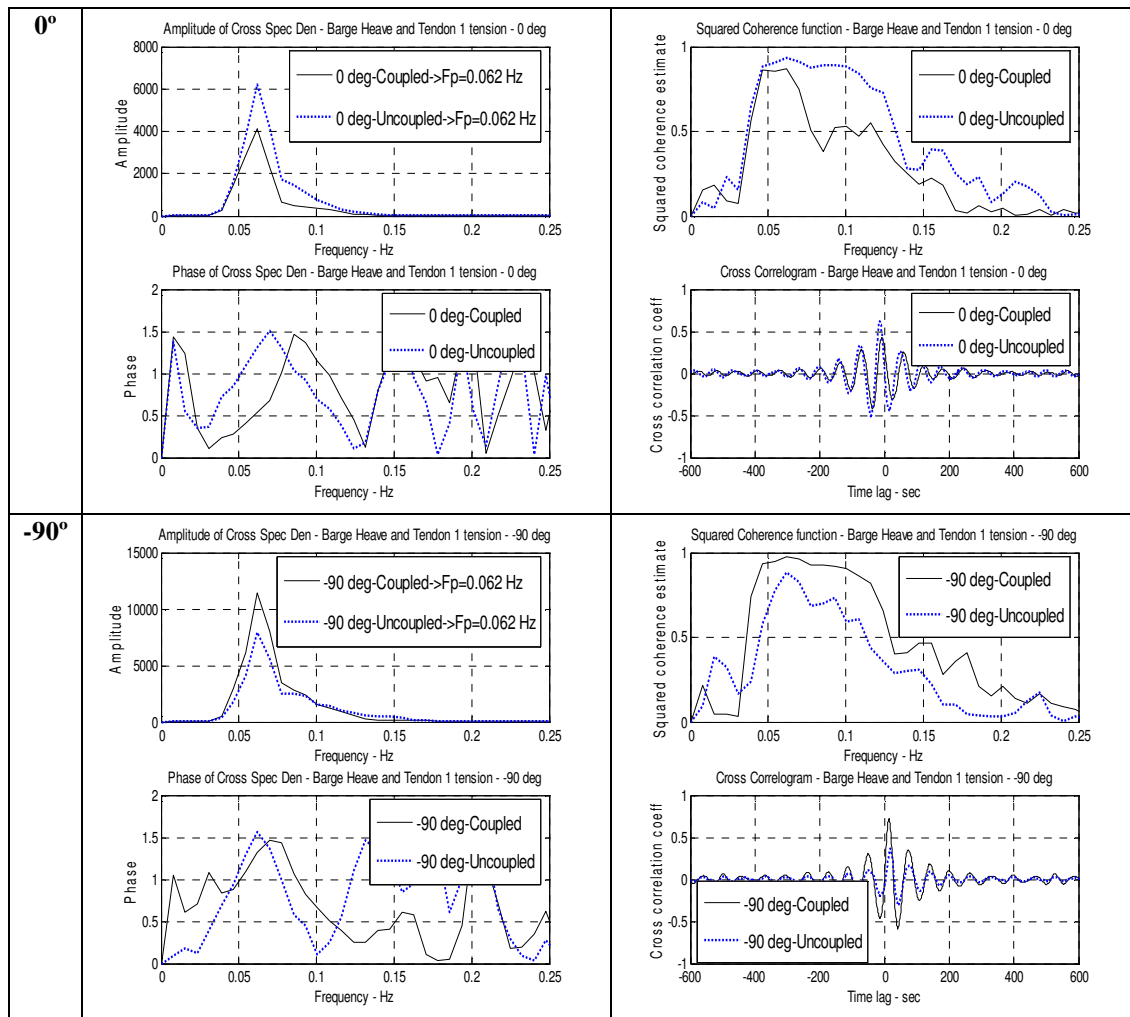 0º
Amplitude of Cross Spec Den - Barge Heave and Tendon 1 tension - 0 deg
8000
6000
4000
2000
0
Amplitude
0 deg-Coupled->Fp=0.062 Hz
0 deg-Uncoupled->Fp=0.062 Hz
0 0.05 0.1 0.15 0.2 0.25
Frequency - Hz
Phase of Cross Spec Den - Barge Heave and Tendon 1 tension - 0 deg
2
1.5
1
0.5
0
Phase
0 deg-Coupled
0 deg-Uncoupled
0 0.05 0.1 0.15 0.2 0.25
Frequency - Hz
Squared Coherence function - Barge Heave and Tendon 1 tension - 0 deg
1
0.5
0
Squared coherence estimate
0 deg-Coupled
0 deg-Uncoupled
0 0.05 0.1 0.15 0.2 0.25
Frequency - Hz
Cross Correlogram - Barge Heave and Tendon 1 tension - 0 deg
1
0.5
0
-0.5
-1
Cross correlation coeff
0 deg-Coupled
0 deg-Uncoupled
-600 -400 -200 0 200 400 600
Time lag - sec
-90º
Amplitude of Cross Spec Den - Barge Heave and Tendon 1 tension - -90 deg
15000
10000
5000
0
Amplitude
-90 deg-Coupled->Fp=0.062 Hz
-90 deg-Uncoupled->Fp=0.062 Hz
0 0.05 0.1 0.15 0.2 0.25
Frequency - Hz
Phase of Cross Spec Den - Barge Heave and Tendon 1 tension - -90 deg
2
1.5
1
0.5
0
Phase
-90 deg-Coupled
-90 deg-Uncoupled
0 0.05 0.1 0.15 0.2 0.25
Frequency - Hz
Squared Coherence function - Barge Heave and Tendon 1 tension - -90 deg
1
0.5
0
Squared coherence estimate
-90 deg-Coupled
-90 deg-Uncoupled
0 0.05 0.1 0.15 0.2 0.25
Frequency - Hz
Cross Correlogram - Barge Heave and Tendon 1 tension - -90 deg
1
0.5
0
-0.5
-1
Cross correlation coeff
-90 deg-Coupled
-90 deg-Uncoupled
-600 -400 -200 0 200 400 600
Time lag - sec